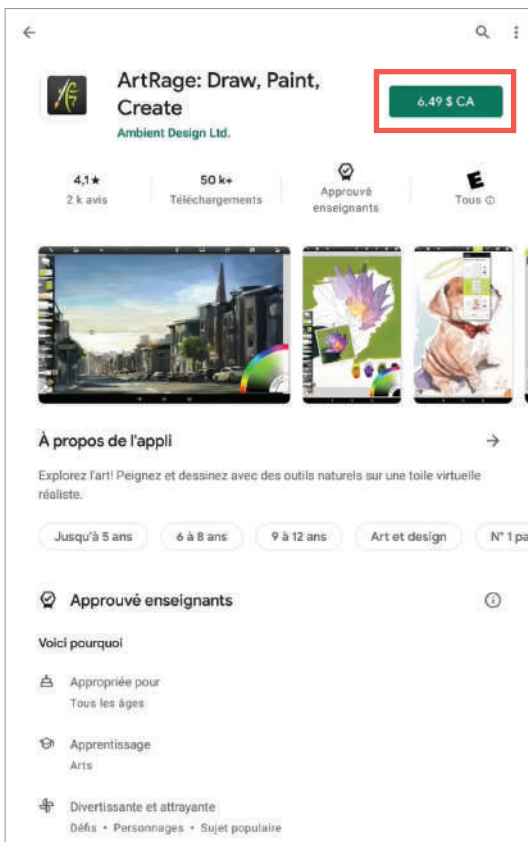 ArtRage: Draw, Paint,
Create
Ambient Design Ltd.
6,49 $ CA
4,1★
2 k avis
50 k+
Téléchargements
Approuvé
enseignants
E
Tous
À propos de l'appli
Explorez l'art! Peignez et dessinez avec des outils naturels sur une toile virtuelle
réaliste.
Jusqu'à 5 ans
6 à 8 ans
9 à 12 ans
Art et design
N° 1 pa
Approuvé enseignants
Voici pourquoi
Appropriée pour
Tous les âges
Apprentissage
Arts
Divertissante et attrayante
Défis • Personnages • Sujet populaire